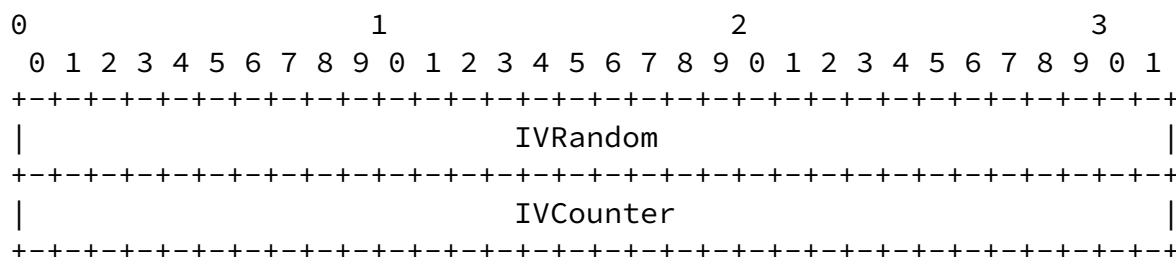 0                   1                   2                   3
 0 1 2 3 4 5 6 7 8 9 0 1 2 3 4 5 6 7 8 9 0 1 2 3 4 5 6 7 8 9 0 1
+-+-+-+-+-+-+-+-+-+-+-+-+-+-+-+-+-+-+-+-+-+-+-+-+-+-+-+-+-+-+-+-+
|                           IVRandom                            |
+-+-+-+-+-+-+-+-+-+-+-+-+-+-+-+-+-+-+-+-+-+-+-+-+-+-+-+-+-+-+-+-+
|                           IVCounter                           |
+-+-+-+-+-+-+-+-+-+-+-+-+-+-+-+-+-+-+-+-+-+-+-+-+-+-+-+-+-+-+-+-+